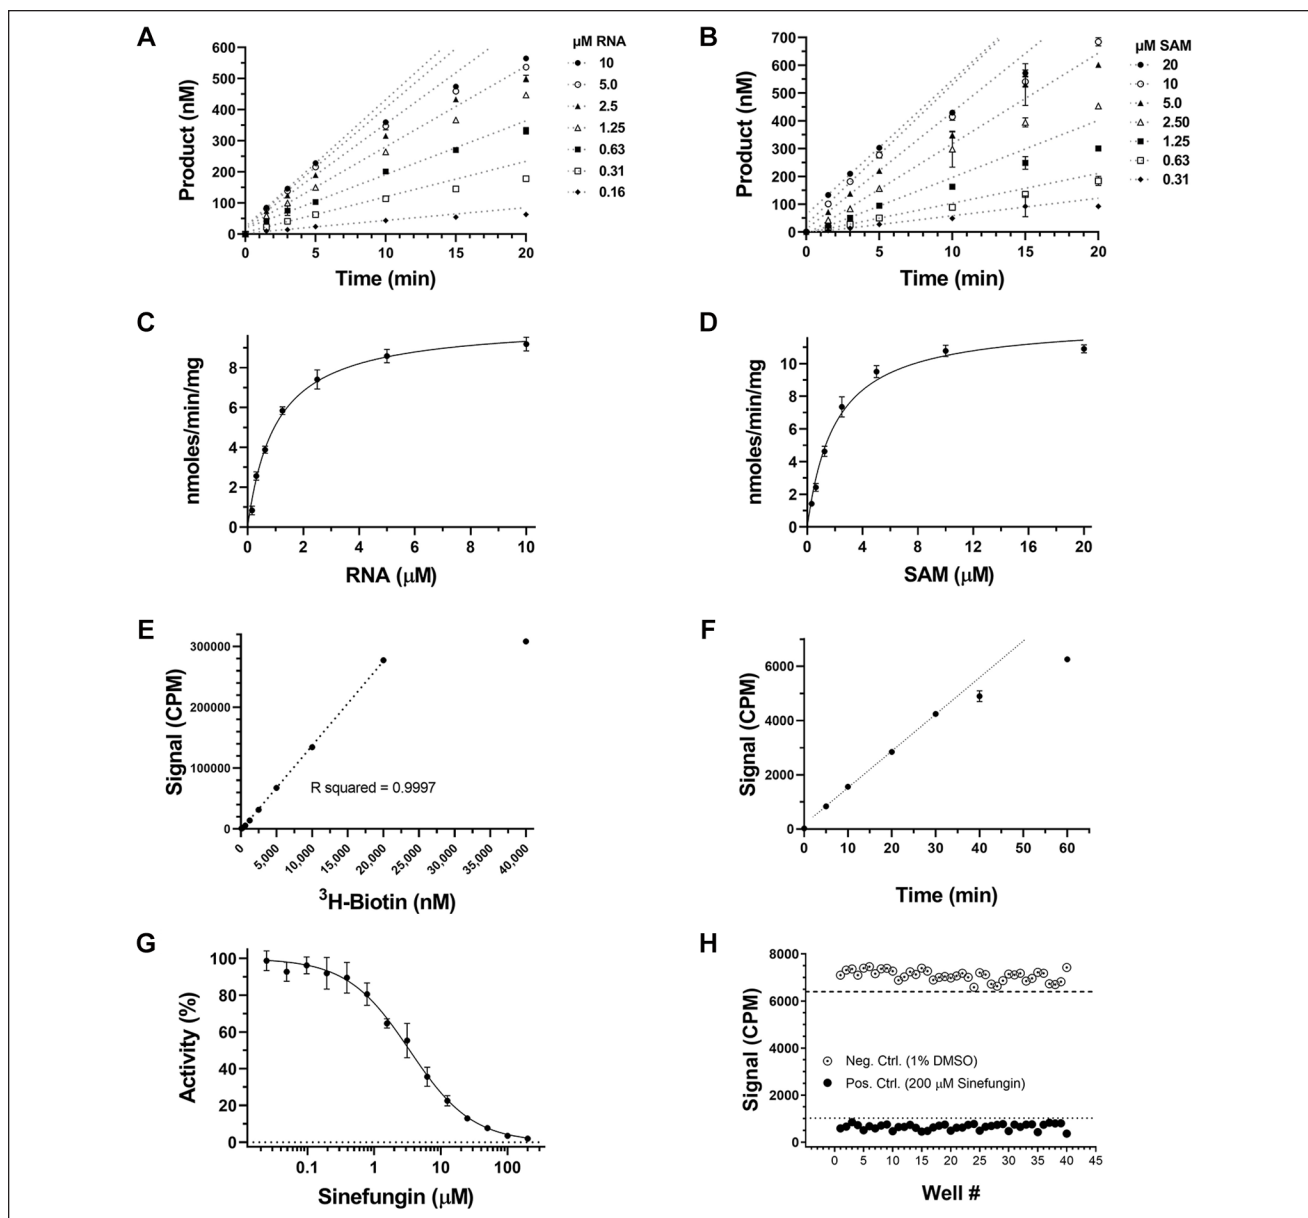 A
µM RNA
10
5.0
2.5
1.25
0.63
0.31
0.16
Product (nM)
600
500
400
300
200
100
0
0 5 10 15 20
Time (min)
B
µM SAM
20
10
5.0
2.50
1.25
0.63
0.31
Product (nM)
700
600
500
400
300
200
100
0
0 5 10 15 20
Time (min)
C
nmoles/min/mg
8
6
4
2
0
0 2 4 6 8 10
RNA (µM)
D
nmoles/min/mg
10
8
6
4
2
0
0 4 8 12 16 20
SAM (µM)
E
Signal (CPM)
300000
200000
100000
0
R squared = 0.9997
0 5,000 10,000 15,000 20,000 25,000 30,000 35,000 40,000
³H-Biotin (nM)
F
Signal (CPM)
6000
4000
2000
0
0 10 20 30 40 50 60
Time (min)
G
Activity (%)
100
80
60
40
20
0
0.1 1 10 100
Sinefungin (µM)
H
Signal (CPM)
8000
6000
4000
2000
0
Neg. Ctrl. (1% DMSO)
Pos. Ctrl. (200 µM Sinefungin)
0 5 10 15 20 25 30 35 40 45
Well #